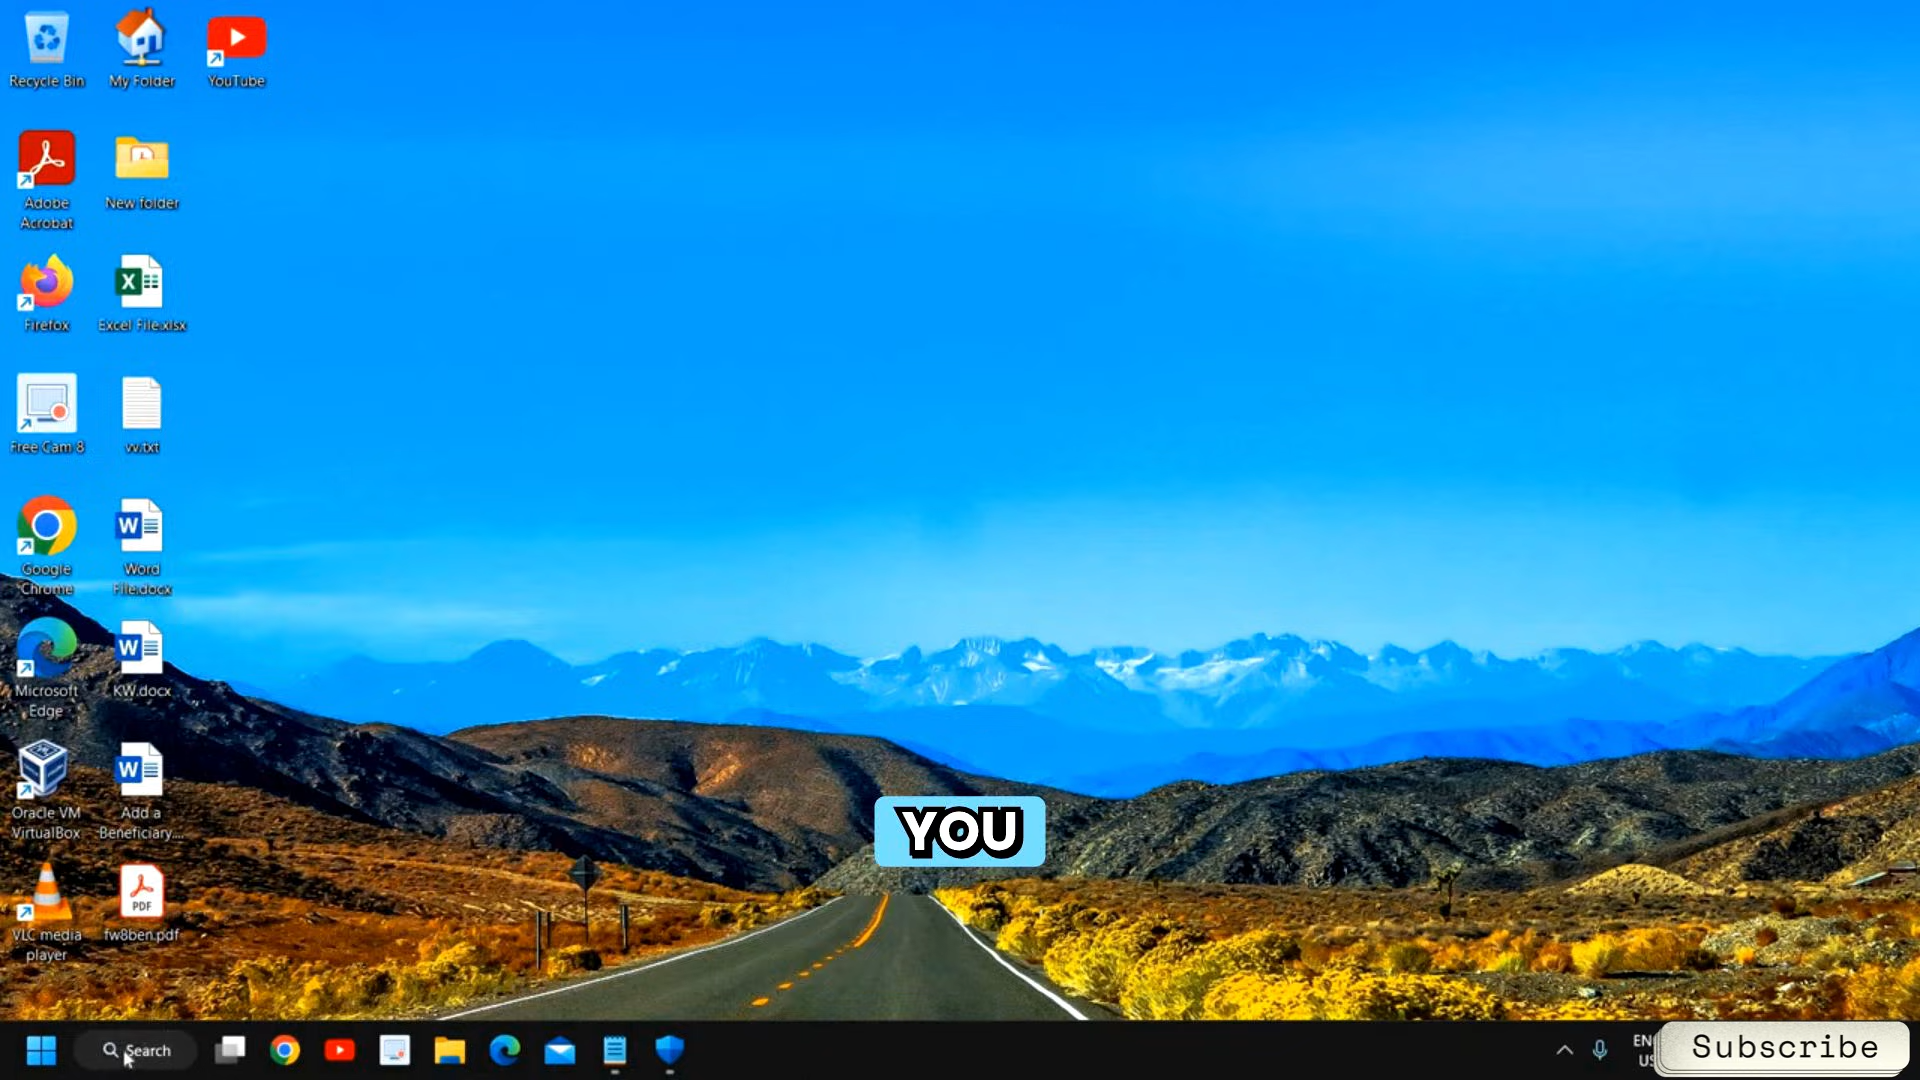 Recycle Bin
My Folder
YouTube
Adobe
Acrobat
New folder
Firefox
Excel File.xlsx
Free Cam 8
vv.txt
Google
Chrome
Word
File.docx
Microsoft
Edge
KW.docx
Oracle VM
VirtualBox
Add a
Beneficiary....
VLC media
player
PDF
fw8ben.pdf
YOU
Search
EN
US
Subscribe